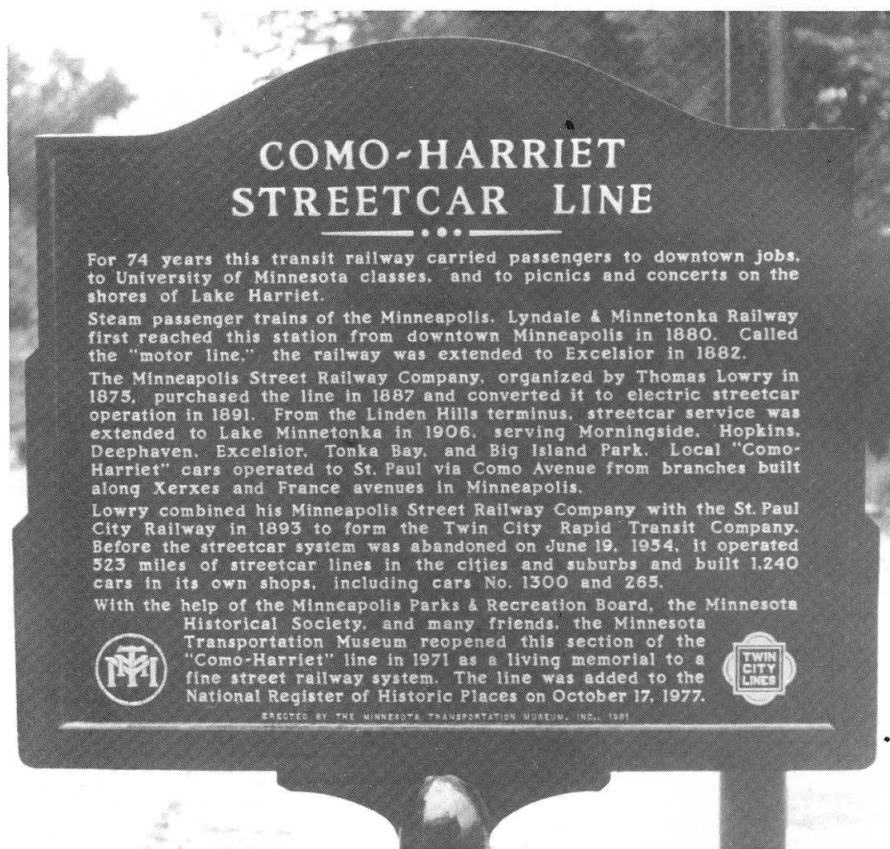 COMO-HARRIET
STREETCAR LINE
For 74 years this transit railway carried passengers to downtown jobs,
to University of Minnesota classes, and to picnics and concerts on the
shores of Lake Harriet.
Steam passenger trains of the Minneapolis, Lyndale & Minnetonka Railway
first reached this station from downtown Minneapolis in 1880. Called
the "motor line," the railway was extended to Excelsior in 1882.
The Minneapolis Street Railway Company, organized by Thomas Lowry in
1875, purchased the line in 1887 and converted it to electric streetcar
operation in 1891. From the Linden Hills terminus, streetcar service was
extended to Lake Minnetonka in 1906, serving Morningside, Hopkins,
Deephaven, Excelsior, Tonka Bay, and Big Island Park. Local "Como-
Harriet" cars operated to St. Paul via Como Avenue from branches built
along Xerxes and France avenues in Minneapolis.
Lowry combined his Minneapolis Street Railway Company with the St. Paul
City Railway in 1893 to form the Twin City Rapid Transit Company.
Before the streetcar system was abandoned on June 19, 1954, it operated
523 miles of streetcar lines in the cities and suburbs and built 1,240
cars in its own shops, including cars No. 1300 and 265.
With the help of the Minneapolis Parks & Recreation Board, the Minnesota
Historical Society, and many friends, the Minnesota
Transportation Museum reopened this section of the
"Como-Harriet" line in 1971 as a living memorial to a
fine street railway system. The line was added to the
National Register of Historic Places on October 17, 1977.
MTM
TWIN
CITY
LINES
ERECTED BY THE MINNESOTA TRANSPORTATION MUSEUM, INC., 1981